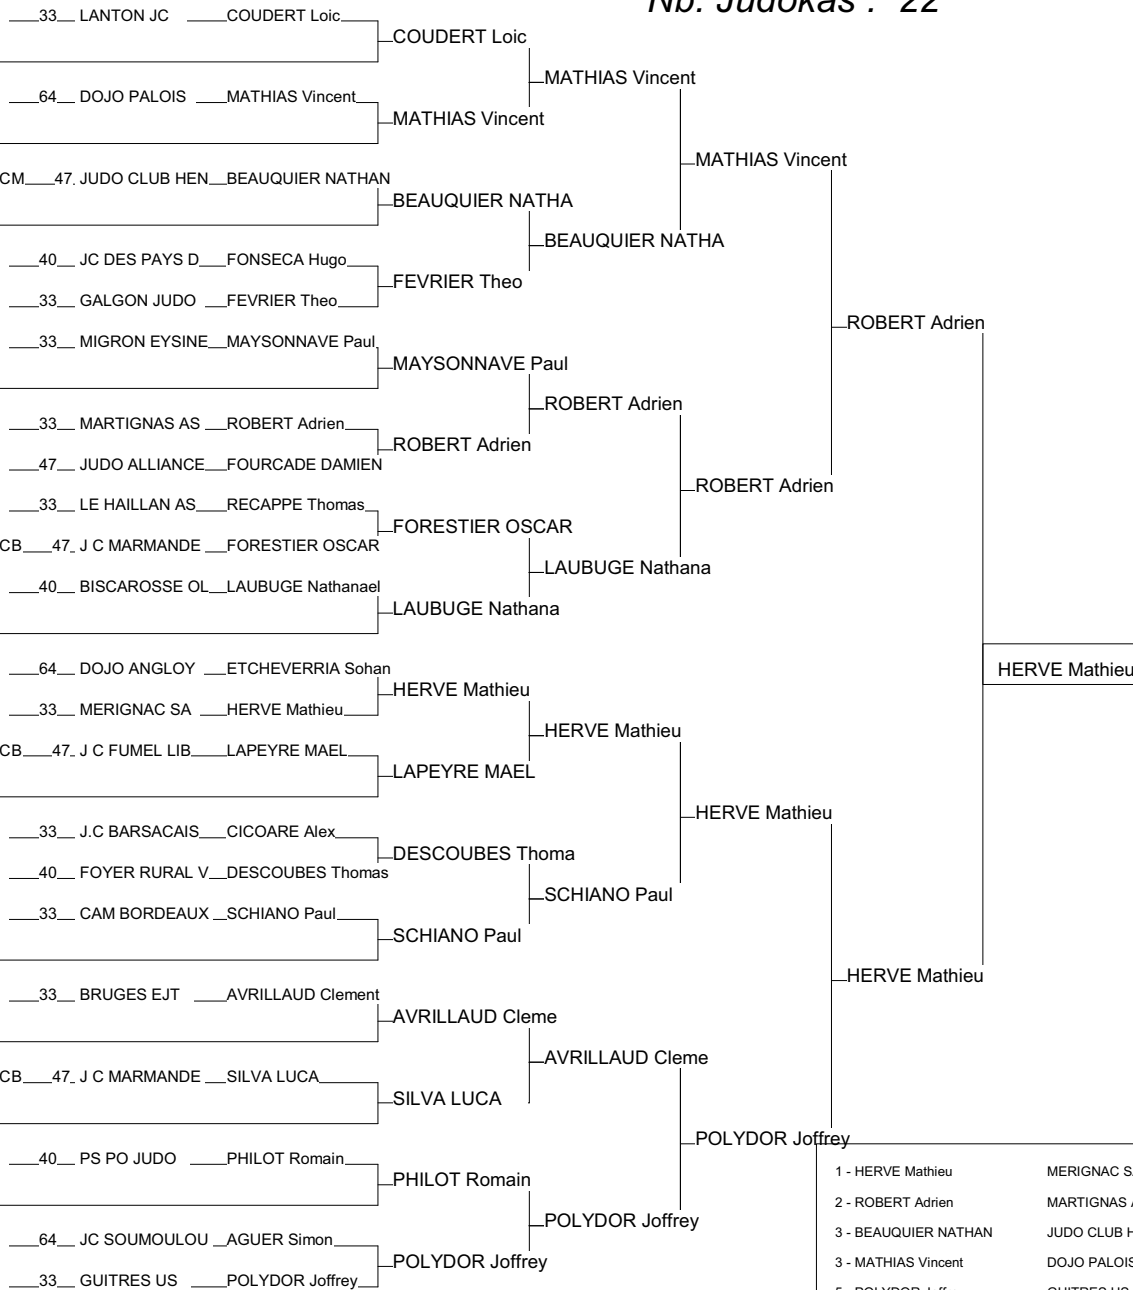 Nb. Judokas : 22
33 LANTON JC COUDERT Loic
COUDERT Loic
MATHIAS Vincent
64 DOJO PALOIS MATHIAS Vincent
MATHIAS Vincent
MATHIAS Vincent
CM 47 JUDO CLUB HEN BEAUQUIER NATHAN
BEAUQUIER NATHA
BEAUQUIER NATHA
40 JC DES PAYS D FONSECA Hugo
FEVRIER Theo
33 GALGON JUDO FEVRIER Theo
ROBERT Adrien
33 MIGRON EYSINE MAYSONNAVE Paul
MAYSONNAVE Paul
ROBERT Adrien
33 MARTIGNAS AS ROBERT Adrien
ROBERT Adrien
47 JUDO ALLIANCE FOURCADE DAMIEN
ROBERT Adrien
33 LE HAILLAN AS RECAPPE Thomas
FORESTIER OSCAR
CB 47 J C MARMANDE FORESTIER OSCAR
LAUBUGE Nathana
40 BISCAROSSE OL LAUBUGE Nathanael
LAUBUGE Nathana
64 DOJO ANGLOY ETCHEVERRIA Sohan
HERVE Mathieu
HERVE Mathieu
33 MERIGNAC SA HERVE Mathieu
HERVE Mathieu
CB 47 J C FUMEL LIB LAPEYRE MAEL
LAPEYRE MAEL
HERVE Mathieu
33 J.C BARSACAIS CICOARE Alex
DESCOUBES Thoma
40 FOYER RURAL V DESCOUBES Thomas
SCHIANO Paul
33 CAM BORDEAUX SCHIANO Paul
SCHIANO Paul
HERVE Mathieu
33 BRUGES EJT AVRILLAUD Clement
AVRILLAUD Cleme
AVRILLAUD Cleme
CB 47 J C MARMANDE SILVA LUCA
SILVA LUCA
POLYDOR Joffrey
40 PS PO JUDO PHILOT Romain
PHILOT Romain
POLYDOR Joffrey
64 JC SOUMOULOU AGUER Simon
POLYDOR Joffrey
33 GUITRES US POLYDOR Joffrey
1 - HERVE Mathieu MERIGNAC S
2 - ROBERT Adrien MARTIGNAS
3 - BEAUQUIER NATHAN JUDO CLUB H
3 - MATHIAS Vincent DOJO PALOIS